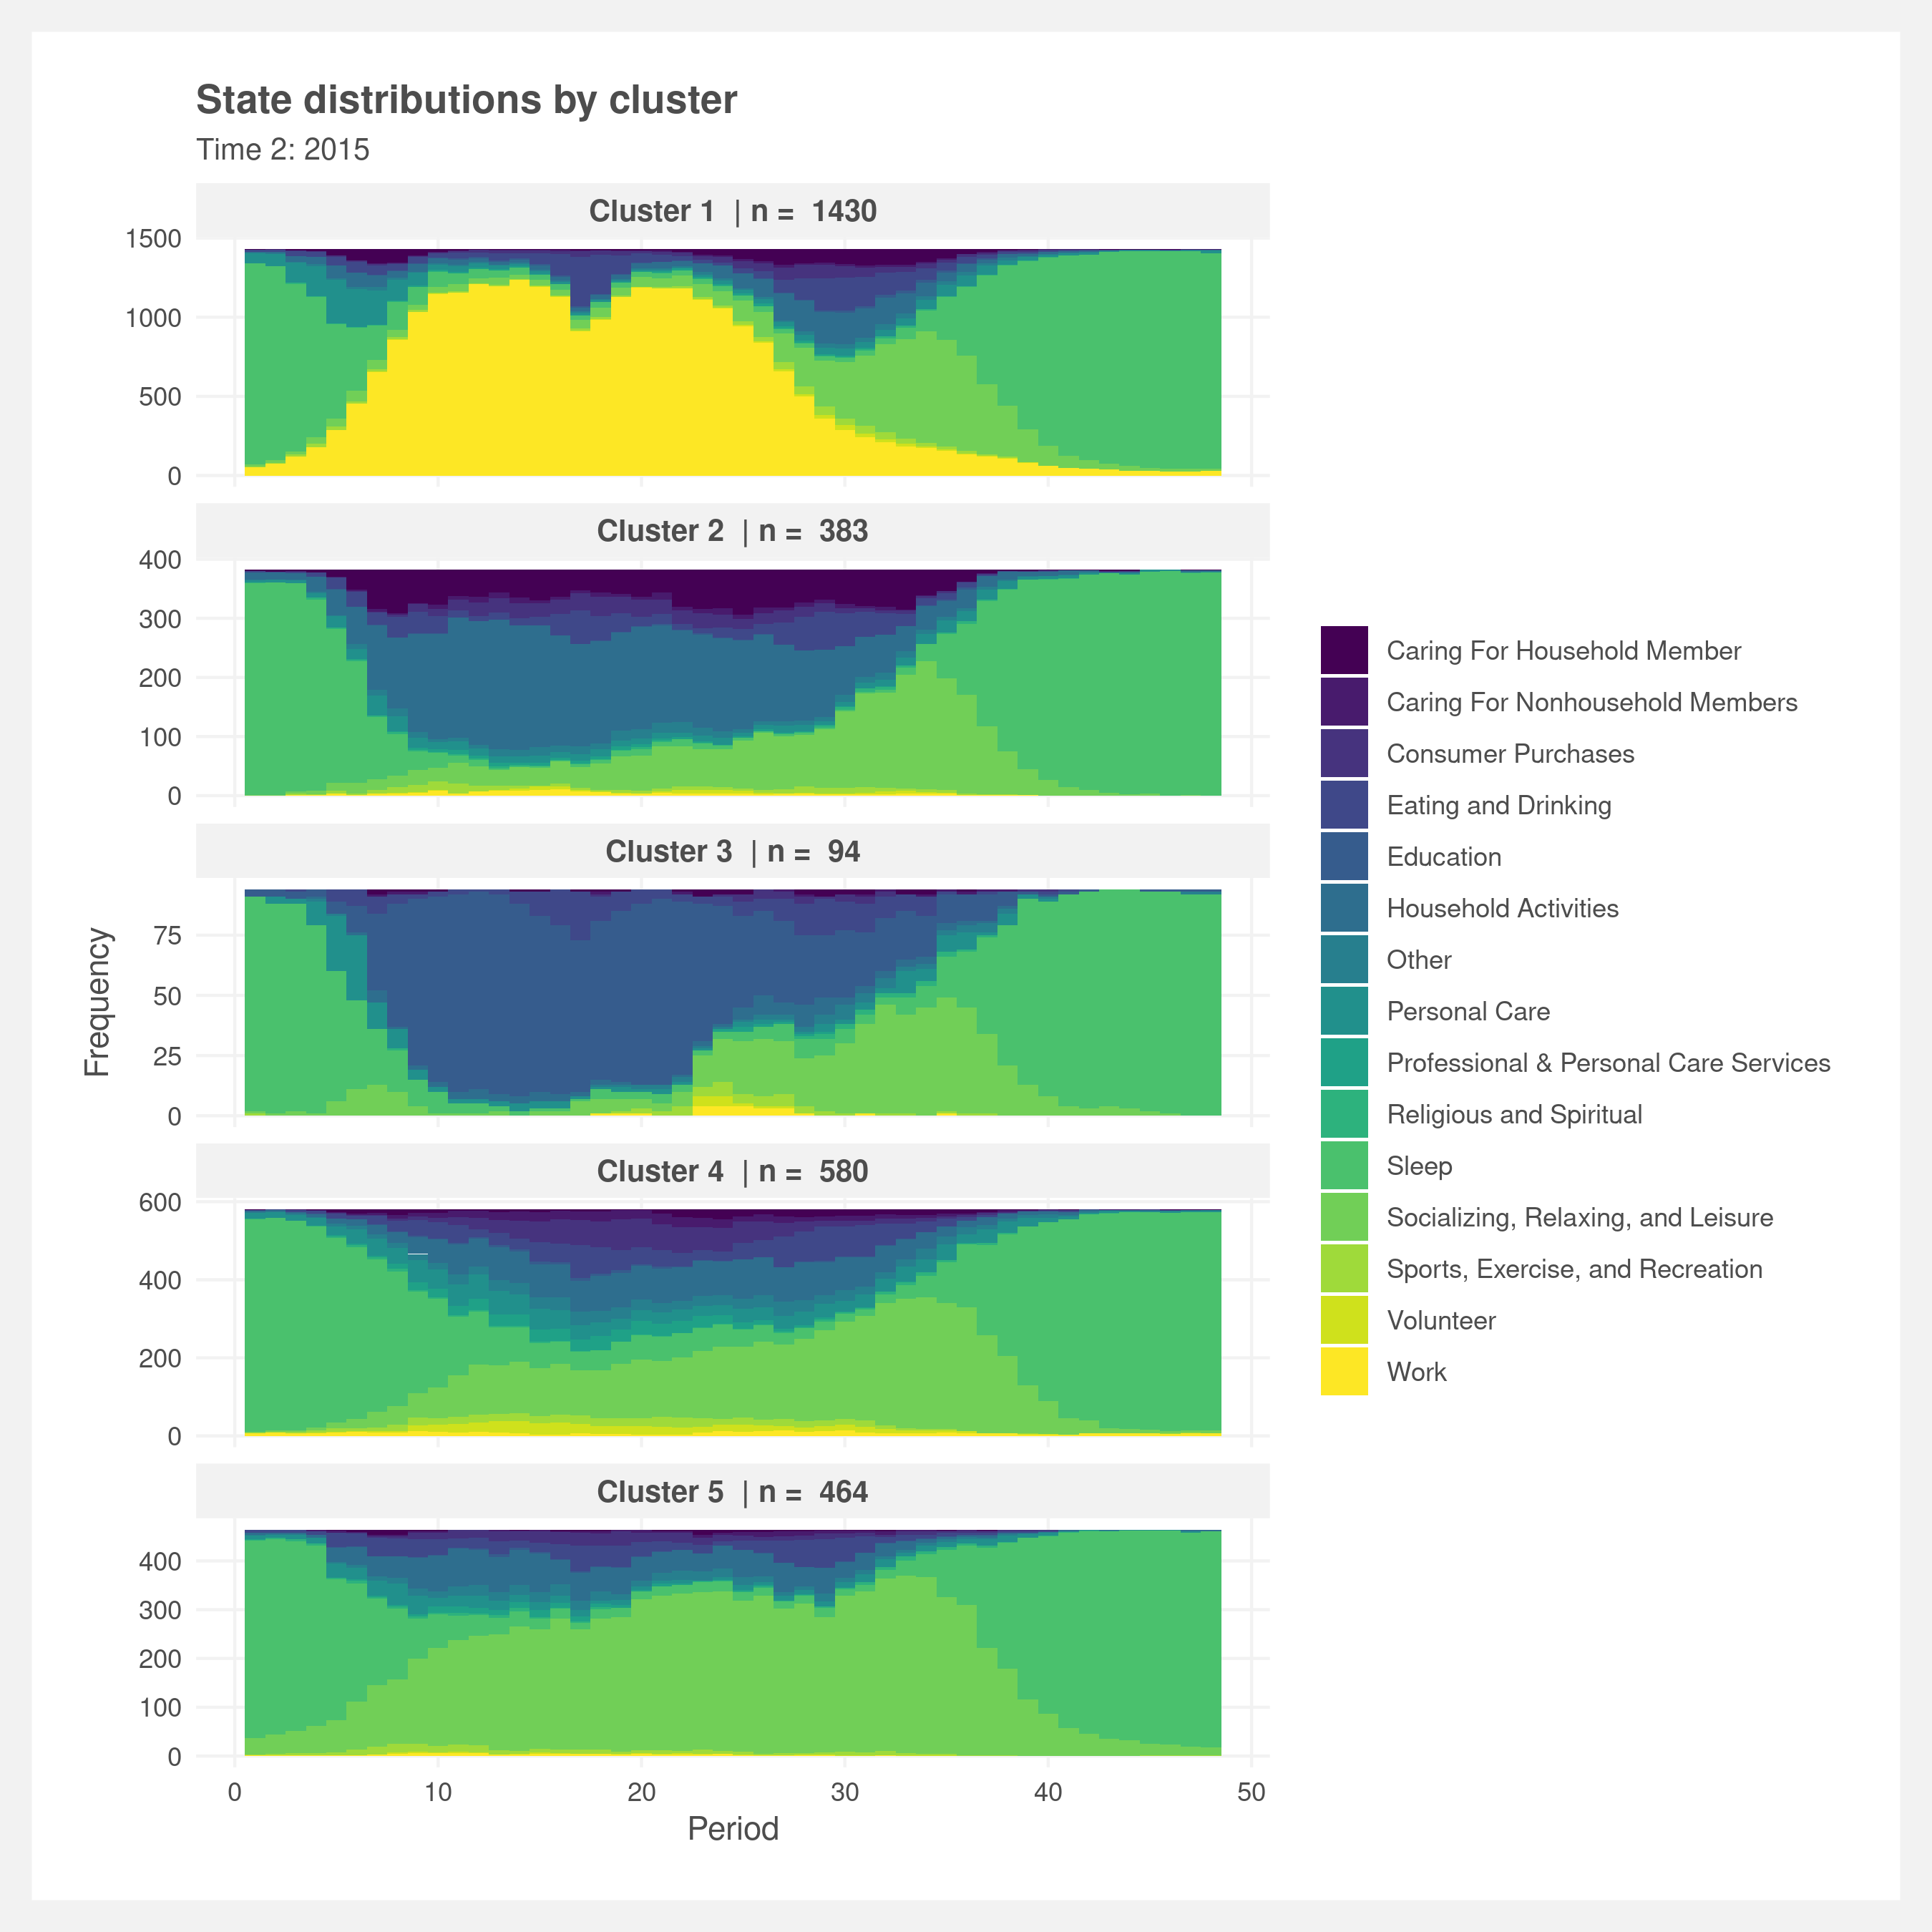 State distributions by cluster
Time 2: 2015
Cluster 1 | n = 1430
1500
1000
500
0
Cluster 2 | n = 383
400
300
200
100
0
Cluster 3 | n = 94
75
50
25
0
Cluster 4 | n = 580
600
400
200
0
Cluster 5 | n = 464
400
300
200
100
0
0 10 20 30 40 50
Period
Frequency
Caring For Household Member
Caring For Nonhousehold Members
Consumer Purchases
Eating and Drinking
Education
Household Activities
Other
Personal Care
Professional & Personal Care Services
Religious and Spiritual
Sleep
Socializing, Relaxing, and Leisure
Sports, Exercise, and Recreation
Volunteer
Work